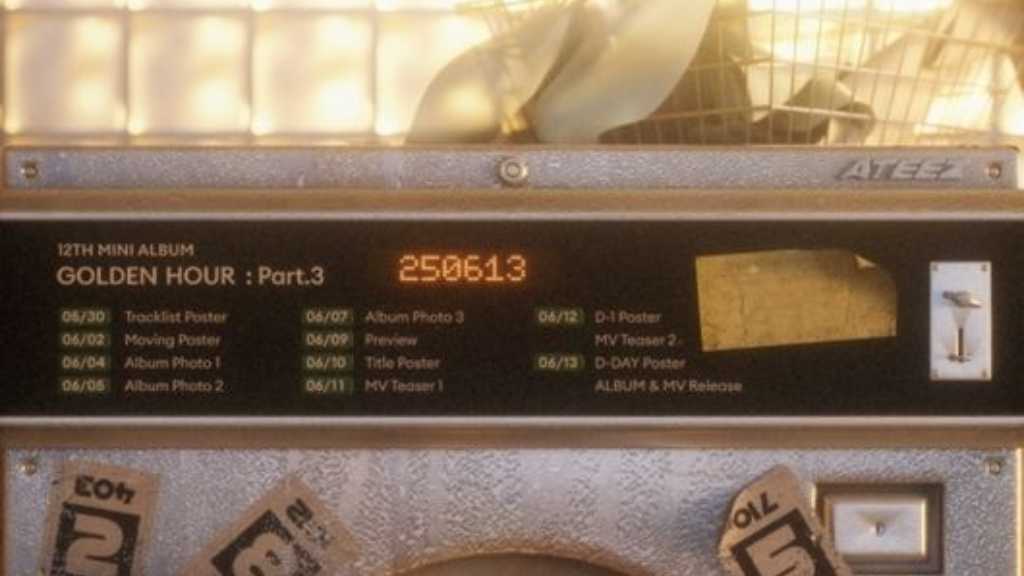 ATEEZ
12TH MINI ALBUM
GOLDEN HOUR : Part.3
250613
05/30 Tracklist Poster
06/02 Moving Poster
06/04 Album Photo 1
06/05 Album Photo 2
06/07 Album Photo 3
06/09 Preview
06/10 Title Poster
06/11 MV Teaser 1
06/12 D-1 Poster
MV Teaser 2
06/13 D-DAY Poster
ALBUM & MV Release
403
2
8
N
710
5